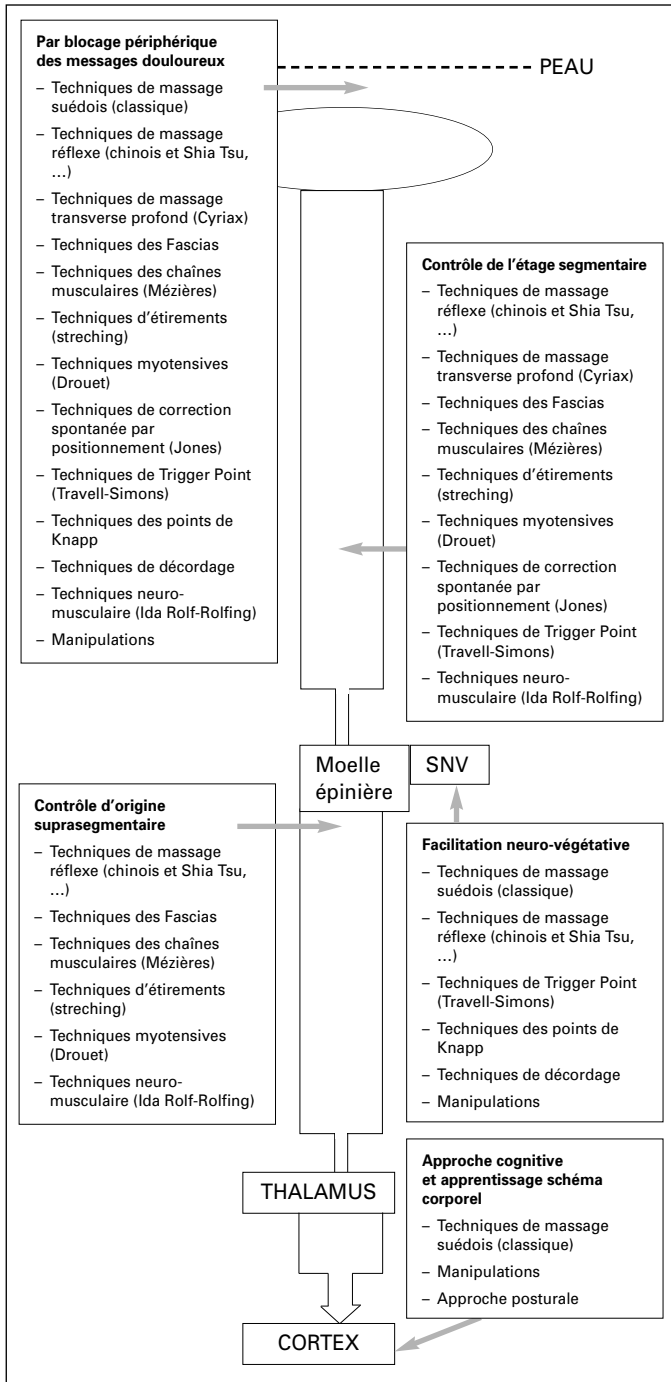 Par blocage périphérique
des messages douloureux
– Techniques de massage
suédois (classique)
– Techniques de massage
réflexe (chinois et Shia Tsu,
…)
– Techniques de massage
transverse profond (Cyriax)
– Techniques des Fascias
– Techniques des chaînes
musculaires (Mézières)
– Techniques d'étirements
(streching)
– Techniques myotensives
(Drouet)
– Techniques de correction
spontanée par
positionnement (Jones)
– Techniques de Trigger Point
(Travell-Simons)
– Techniques des points de
Knapp
– Techniques de décordage
– Techniques neuro-
musculaire (Ida Rolf-Rolfing)
– Manipulations
PEAU
Contrôle de l'étage segmentaire
– Techniques de massage
réflexe (chinois et Shia Tsu,
…)
– Techniques de massage
transverse profond (Cyriax)
– Techniques des Fascias
– Techniques des chaînes
musculaires (Mézières)
– Techniques d'étirements
(streching)
– Techniques myotensives
(Drouet)
– Techniques de correction
spontanée par
positionnement (Jones)
– Techniques de Trigger Point
(Travell-Simons)
– Techniques neuro-
musculaire (Ida Rolf-Rolfing)
Moelle
épinière
SNV
Contrôle d'origine
suprasegmentaire
– Techniques de massage
réflexe (chinois et Shia Tsu,
…)
– Techniques des Fascias
– Techniques des chaînes
musculaires (Mézières)
– Techniques d'étirements
(streching)
– Techniques myotensives
(Drouet)
– Techniques neuro-
musculaire (Ida Rolf-Rolfing)
Facilitation neuro-végétative
– Techniques de massage
suédois (classique)
– Techniques de massage
réflexe (chinois et Shia Tsu,
…)
– Techniques de Trigger Point
(Travell-Simons)
– Techniques des points de
Knapp
– Techniques de décordage
– Manipulations
THALAMUS
Approche cognitive
et apprentissage schéma
corporel
– Techniques de massage
suédois (classique)
– Manipulations
– Approche posturale
CORTEX